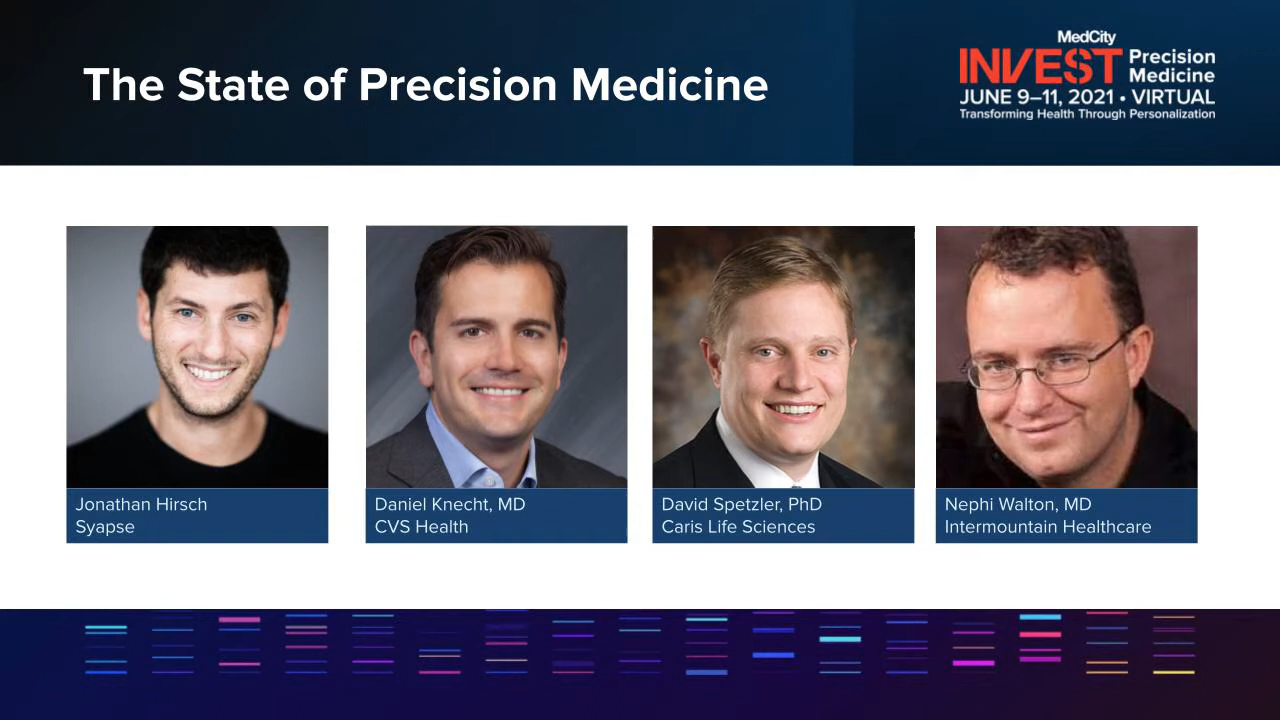 The State of Precision Medicine
MedCity
INVEST Precision Medicine
JUNE 9–11, 2021 • VIRTUAL
Transforming Health Through Personalization
Jonathan Hirsch
Syapse
Daniel Knecht, MD
CVS Health
David Spetzler, PhD
Caris Life Sciences
Nephi Walton, MD
Intermountain Healthcare